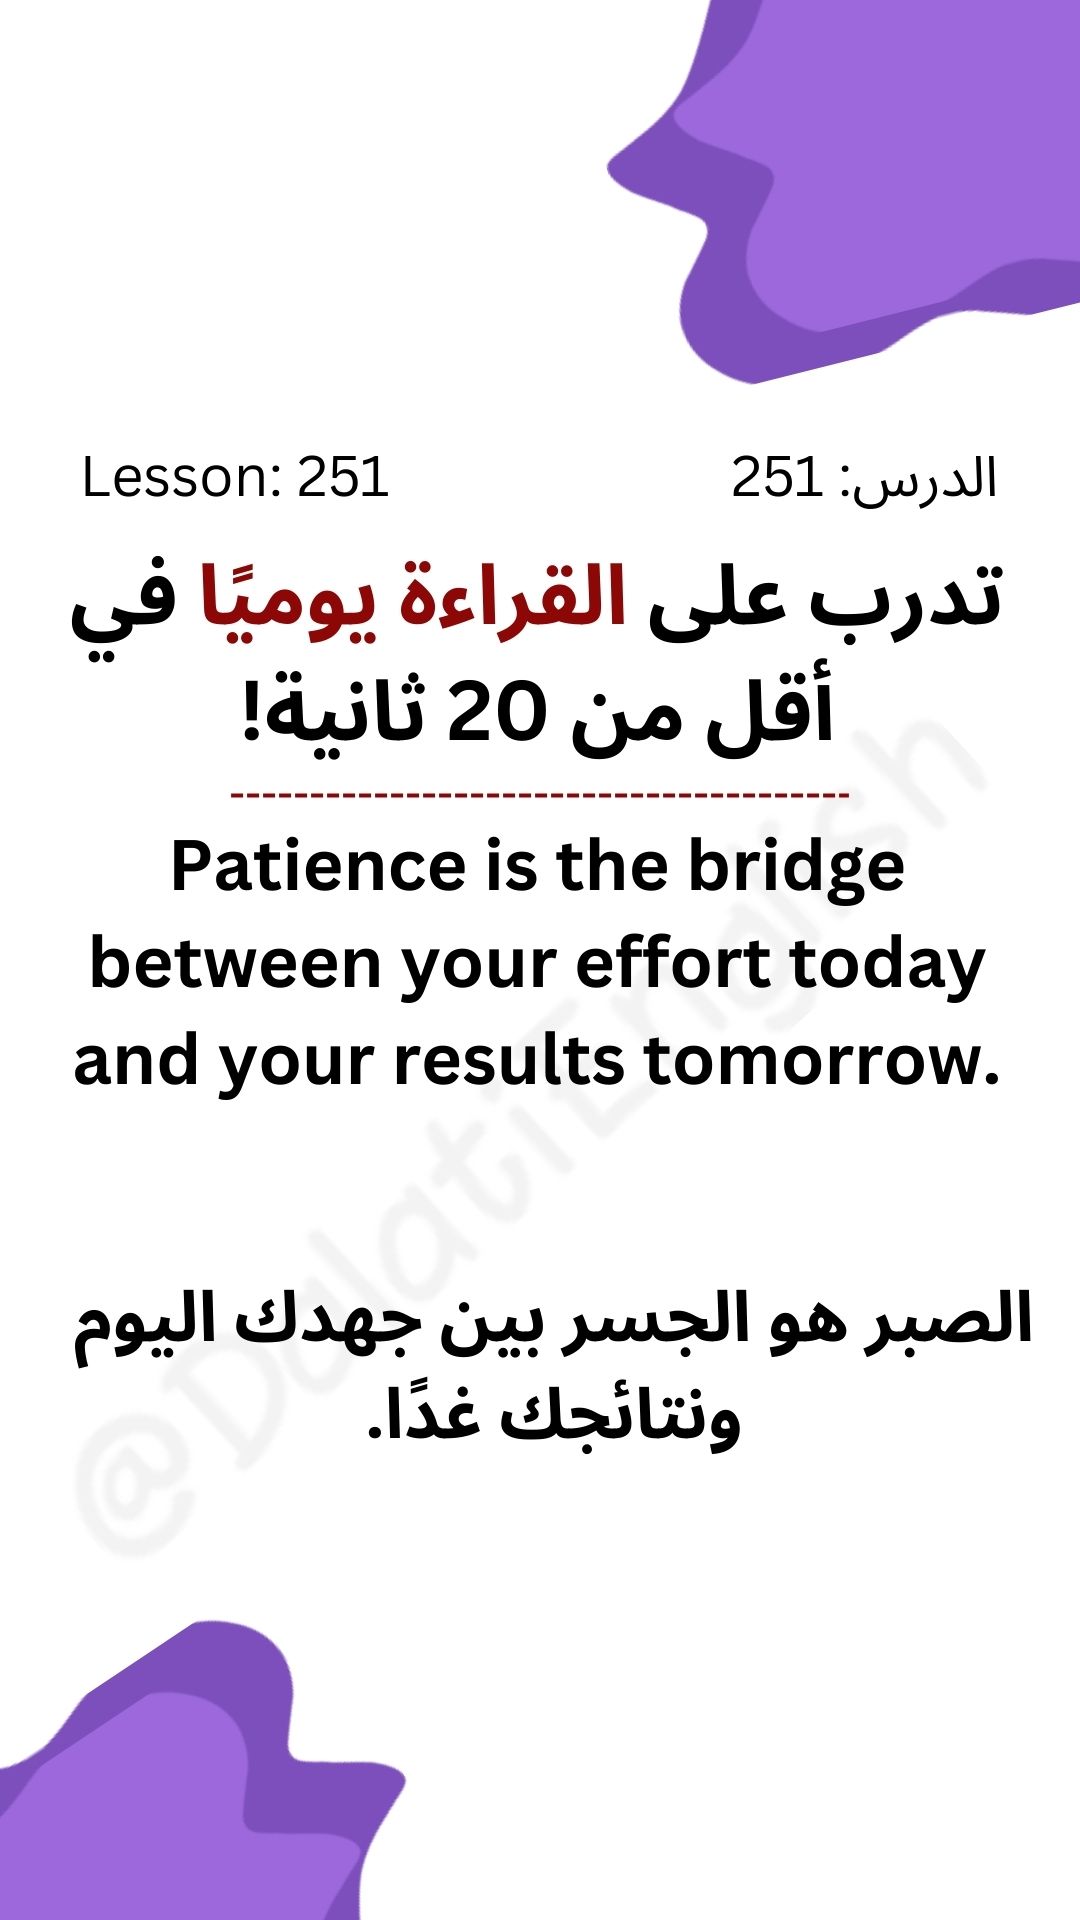 Lesson: 251
الدرس: 251
تدرب على القراءة يوميًا في
أقل من 20 ثانية!
---------------------------------------
Patience is the bridge
between your effort today
and your results tomorrow.
الصبر هو الجسر بين جهدك اليوم
ونتائجك غدًا.
@DalatiEnglish